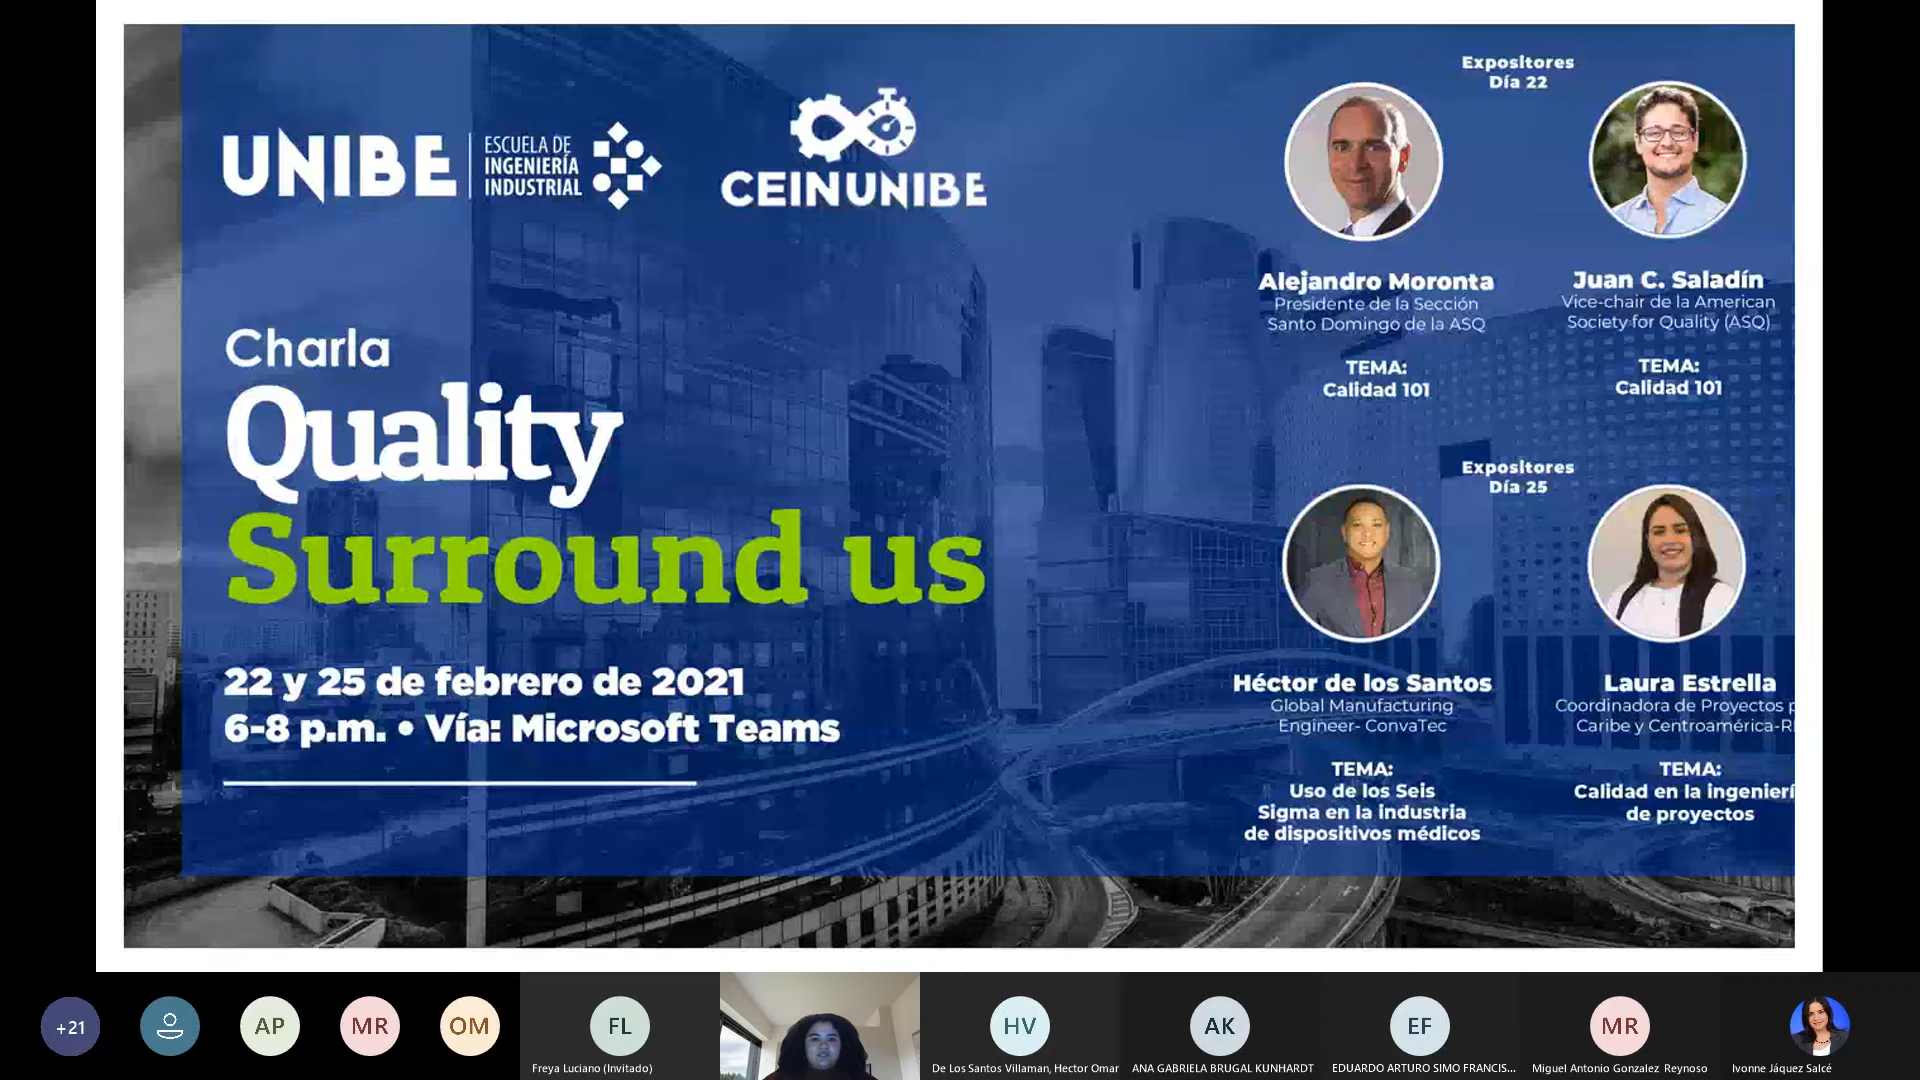 UNIBE
ESCUELA DE
INGENIERÍA
INDUSTRIAL
CEINUNIBE
Charla
Quality
Surround us
22 y 25 de febrero de 2021
6-8 p.m. • Vía: Microsoft Teams
Expositores
Día 22
Alejandro Moronta
Presidente de la Sección
Santo Domingo de la ASQ
TEMA:
Calidad 101
Juan C. Saladín
Vice-chair de la American
Society for Quality (ASQ)
TEMA:
Calidad 101
Expositores
Día 25
Héctor de los Santos
Global Manufacturing
Engineer- ConvaTec
TEMA:
Uso de los Seis
Sigma en la industria
de dispositivos médicos
Laura Estrella
Coordinadora de Proyectos p
Caribe y Centroamérica-R
TEMA:
Calidad en la ingenierí
de proyectos
+21
AP
MR
OM
FL
Freya Luciano (Invitado)
HV
De Los Santos Villaman, Hector Omar
AK
ANA GABRIELA BRUGAL KUNHARDT
EF
EDUARDO ARTURO SIMO FRANCIS...
MR
Miguel Antonio Gonzalez Reynoso
Ivonne Jáquez Salcé